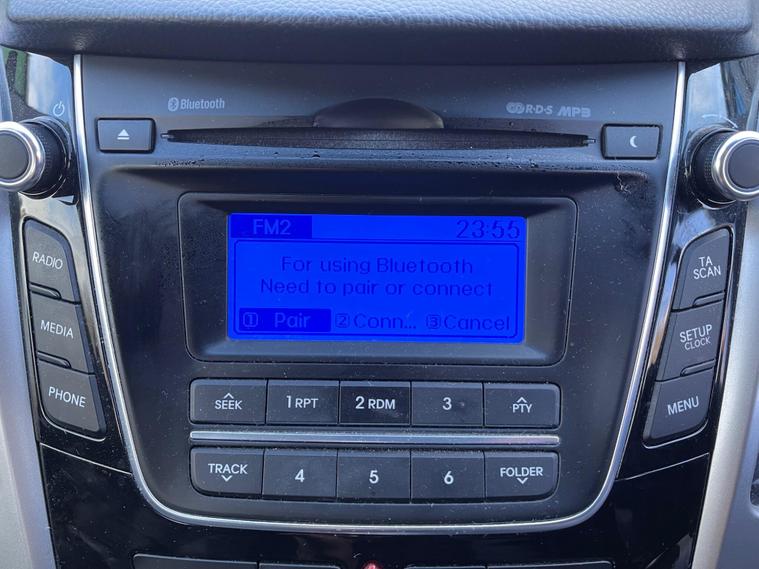 Bluetooth
R·D·S MP3
FM2 23:55
For using Bluetooth
Need to pair or connect
1 Pair 2 Conn... 3 Cancel
RADIO
MEDIA
PHONE
TA
SCAN
SETUP
CLOCK
MENU
SEEK 1 RPT 2 RDM 3 PTY
TRACK 4 5 6 FOLDER